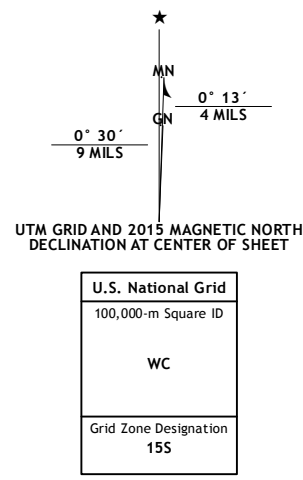 ★
MN
0° 13´
4 MILS
GN
0° 30´
9 MILS
UTM GRID AND 2015 MAGNETIC NORTH
DECLINATION AT CENTER OF SHEET
U.S. National Grid
100,000-m Square ID
WC
Grid Zone Designation
15S